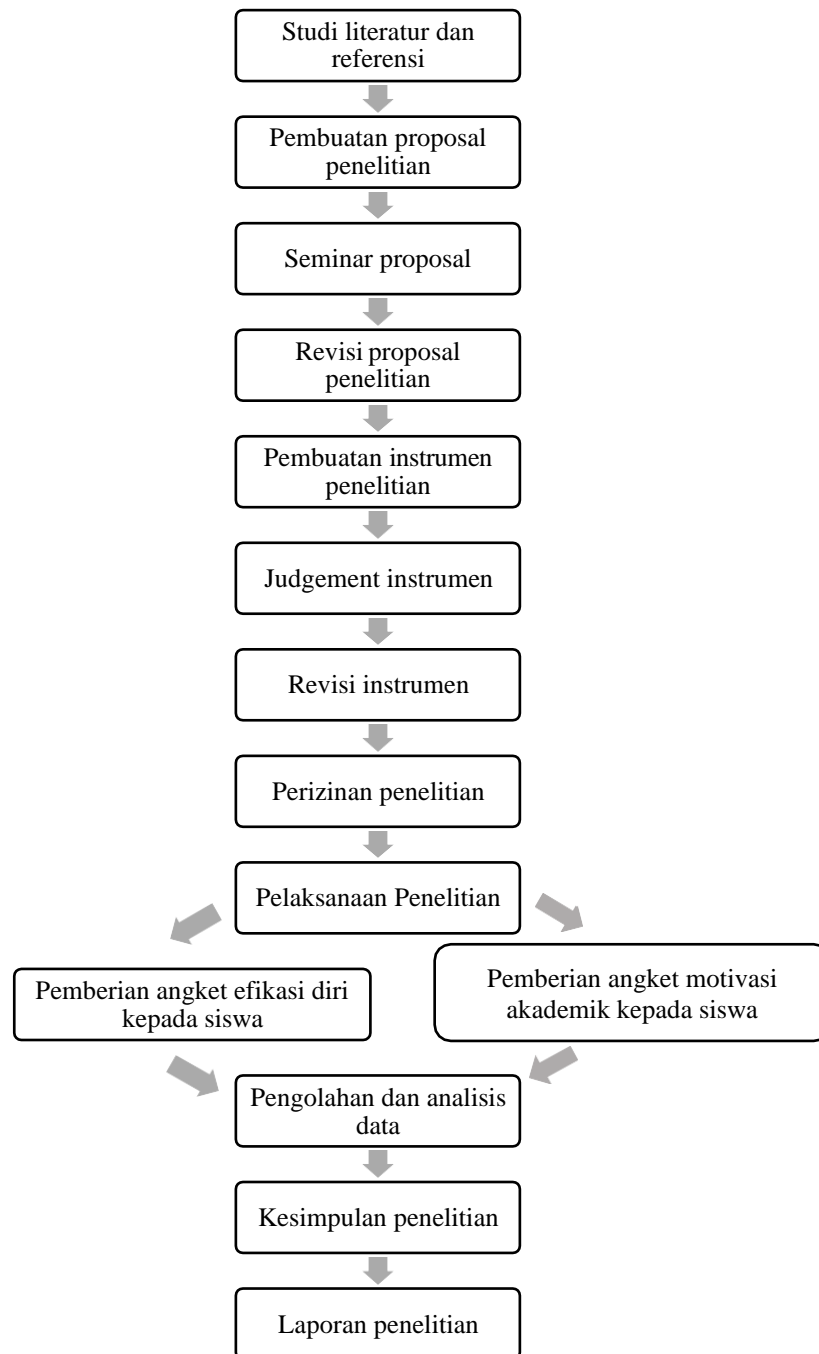 Studi literatur dan
referensi
Pembuatan proposal
penelitian
Seminar proposal
Revisi proposal
penelitian
Pembuatan instrumen
penelitian
Judgement instrumen
Revisi instrumen
Perizinan penelitian
Pelaksanaan Penelitian
Pemberian angket efikasi diri
kepada siswa
Pemberian angket motivasi
akademik kepada siswa
Pengolahan dan analisis
data
Kesimpulan penelitian
Laporan penelitian